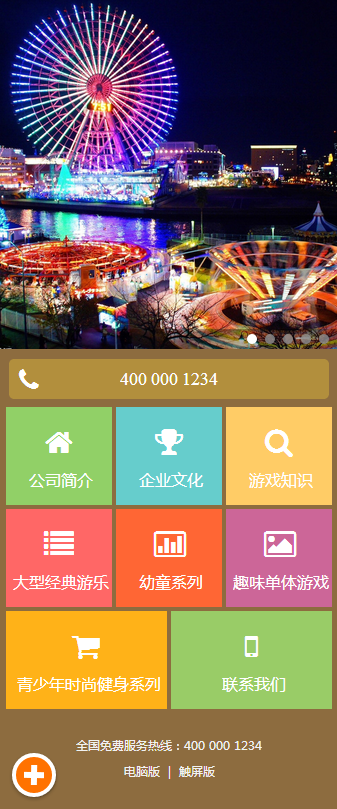 400 000 1234
公司简介
企业文化
游戏知识
大型经典游乐
幼童系列
趣味单体游戏
青少年时尚健身系列
联系我们
全国免费服务热线：400 000 1234
电脑版 | 触屏版